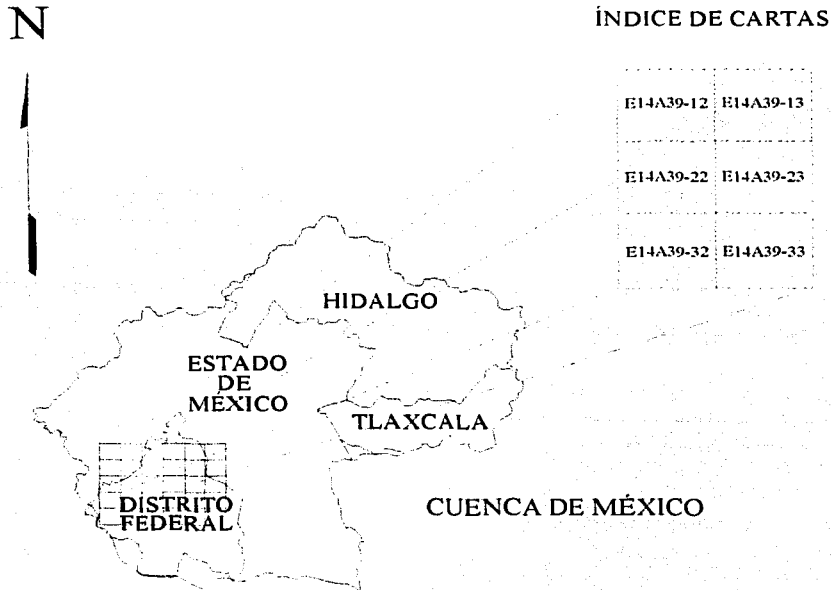 N
ÍNDICE DE CARTAS
E14A39-12 E14A39-13
E14A39-22 E14A39-23
E14A39-32 E14A39-33
HIDALGO
ESTADO
DE
MÉXICO
TLAXCALA
DISTRITO
FEDERAL
CUENCA DE MÉXICO